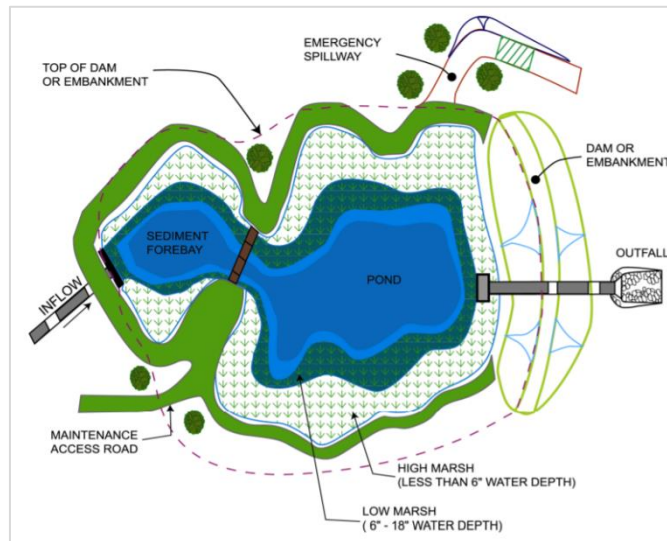 EMERGENCY
SPILLWAY
TOP OF DAM
OR EMBANKMENT
DAM OR
EMBANKMENT
SEDIMENT
FOREBAY
OUTFALL
POND
INFLOW
MAINTENANCE
ACCESS ROAD
HIGH MARSH
(LESS THAN 6" WATER DEPTH)
LOW MARSH
( 6" - 18" WATER DEPTH)